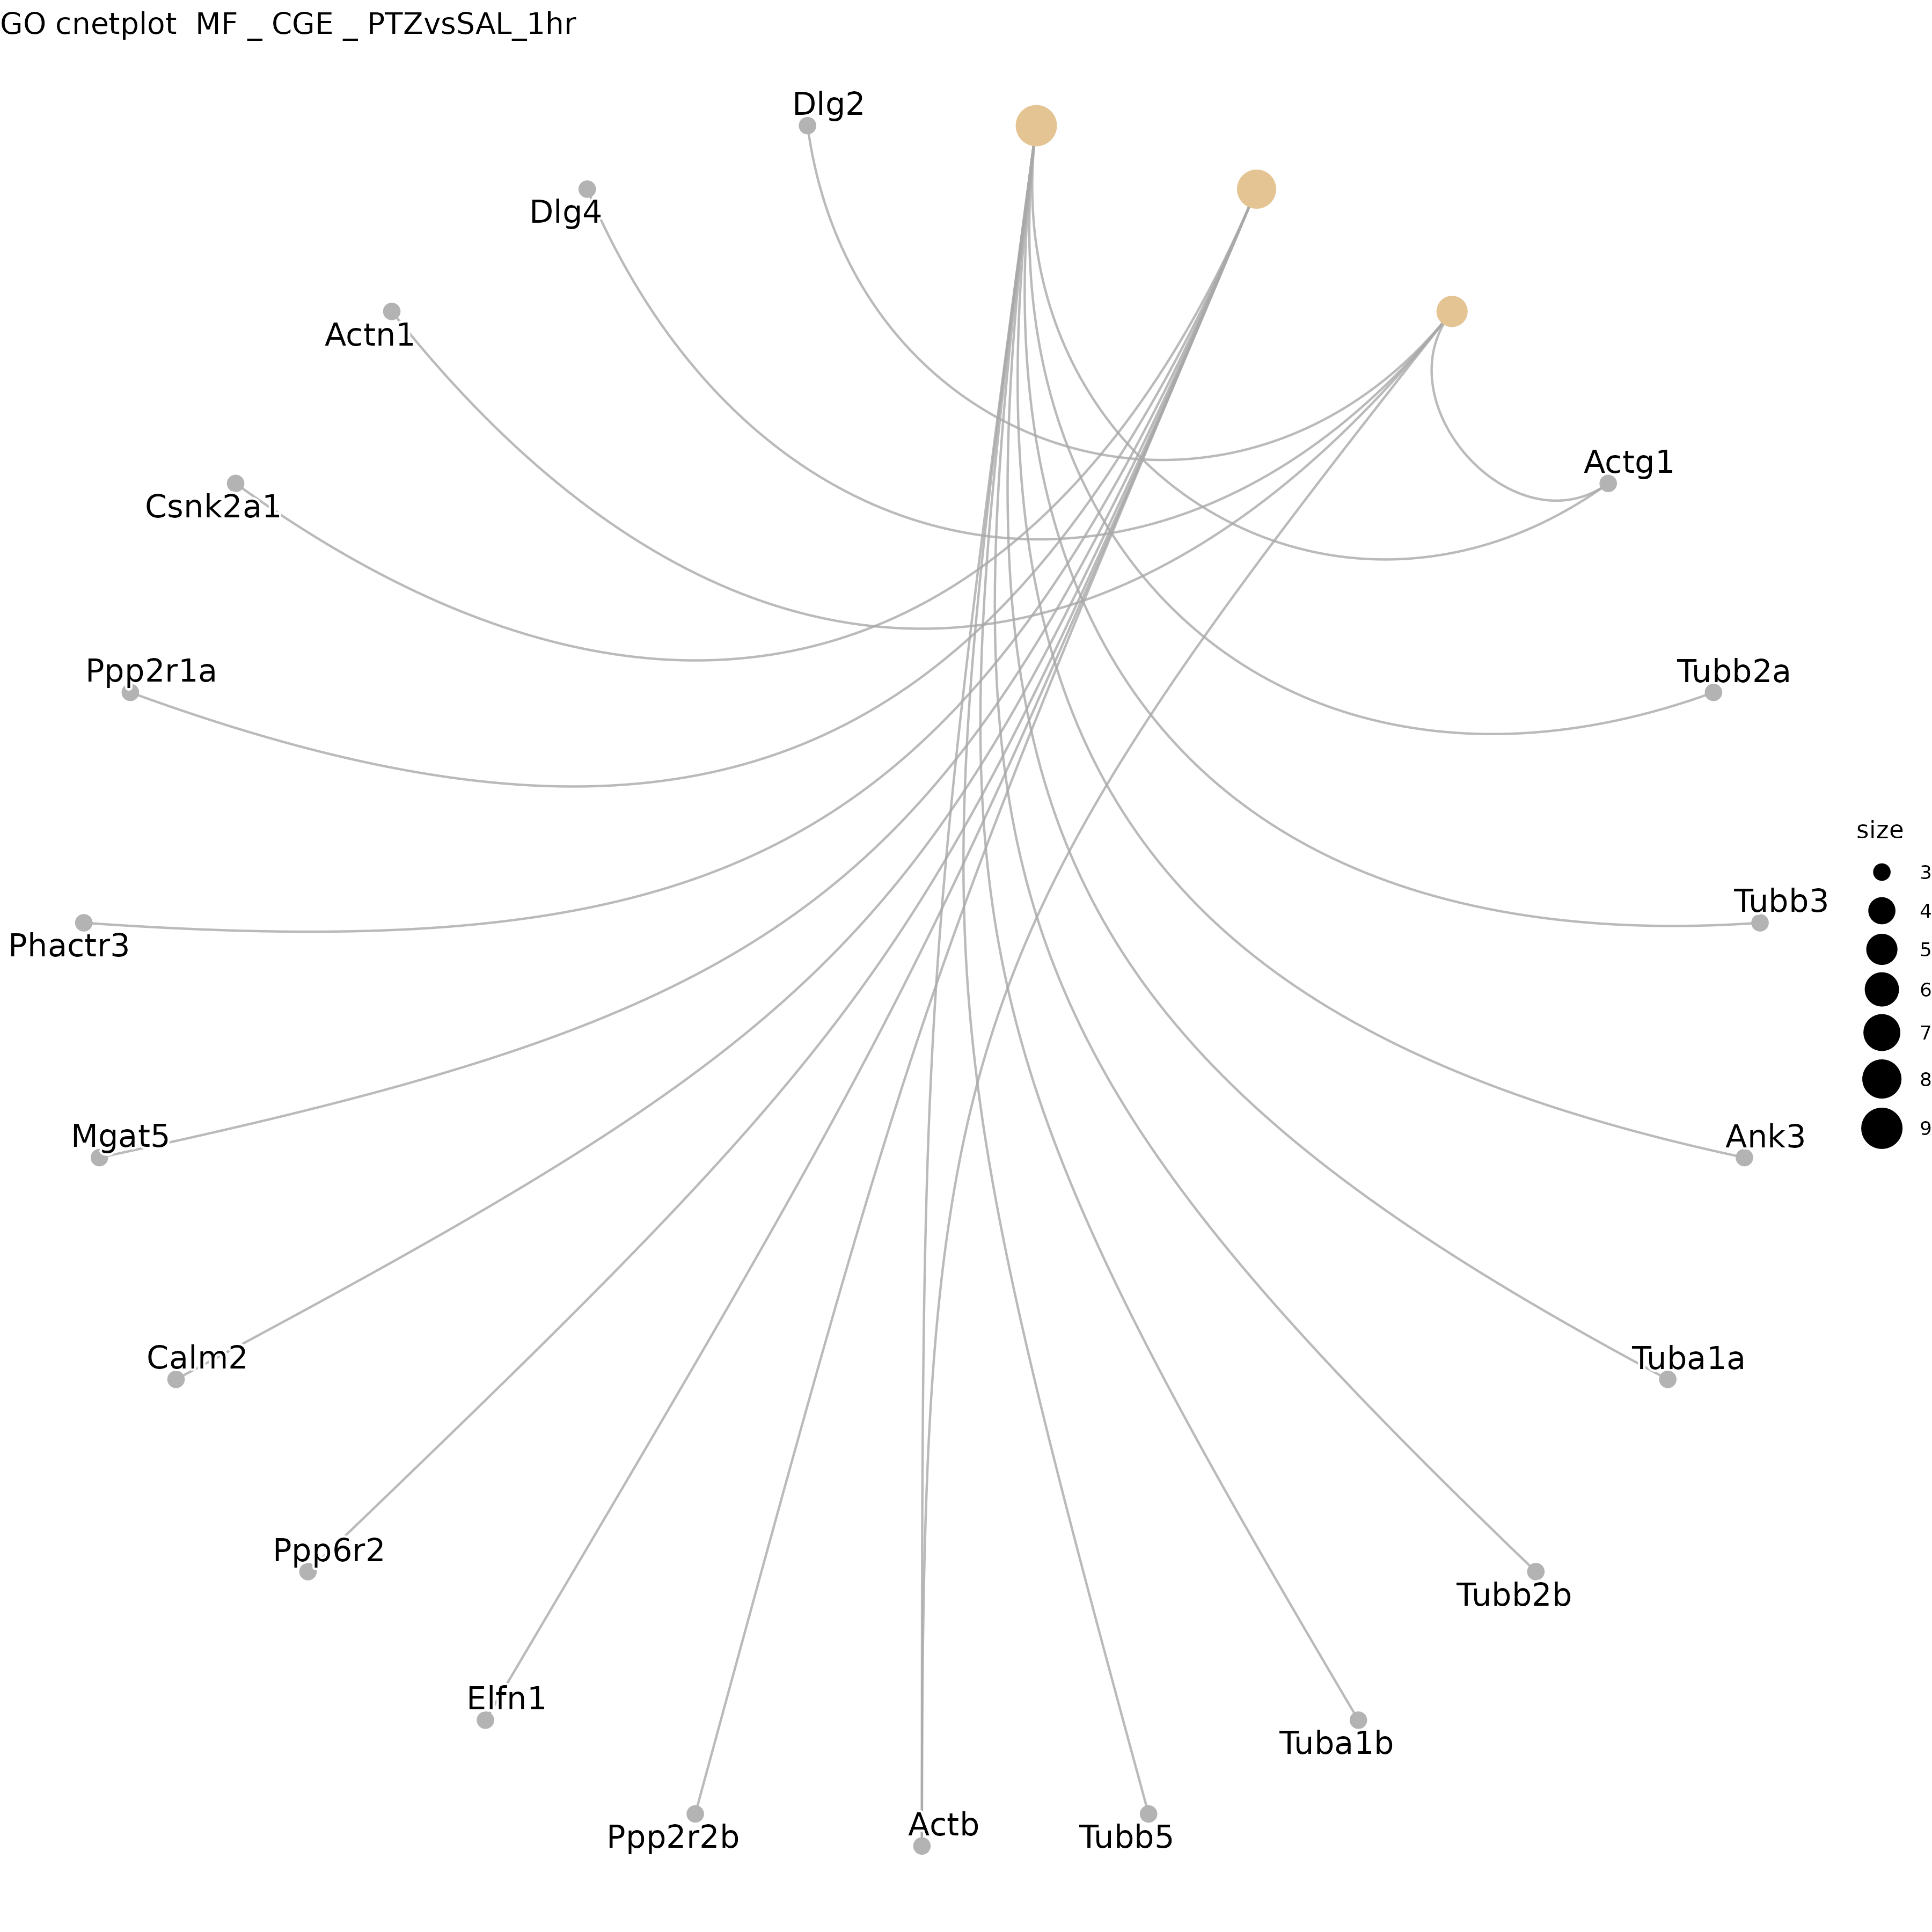 GO cnetplot  MF _ CGE _ PTZvsSAL_1hr
Dlg2
Dlg4
Actn1
Actg1
Csnk2a1
Ppp2r1a
Tubb2a
size
3
4
5
6
7
8
9
Tubb3
Phactr3
Mgat5
Ank3
Calm2
Tuba1a
Ppp6r2
Tubb2b
Elfn1
Tuba1b
Ppp2r2b
Actb
Tubb5